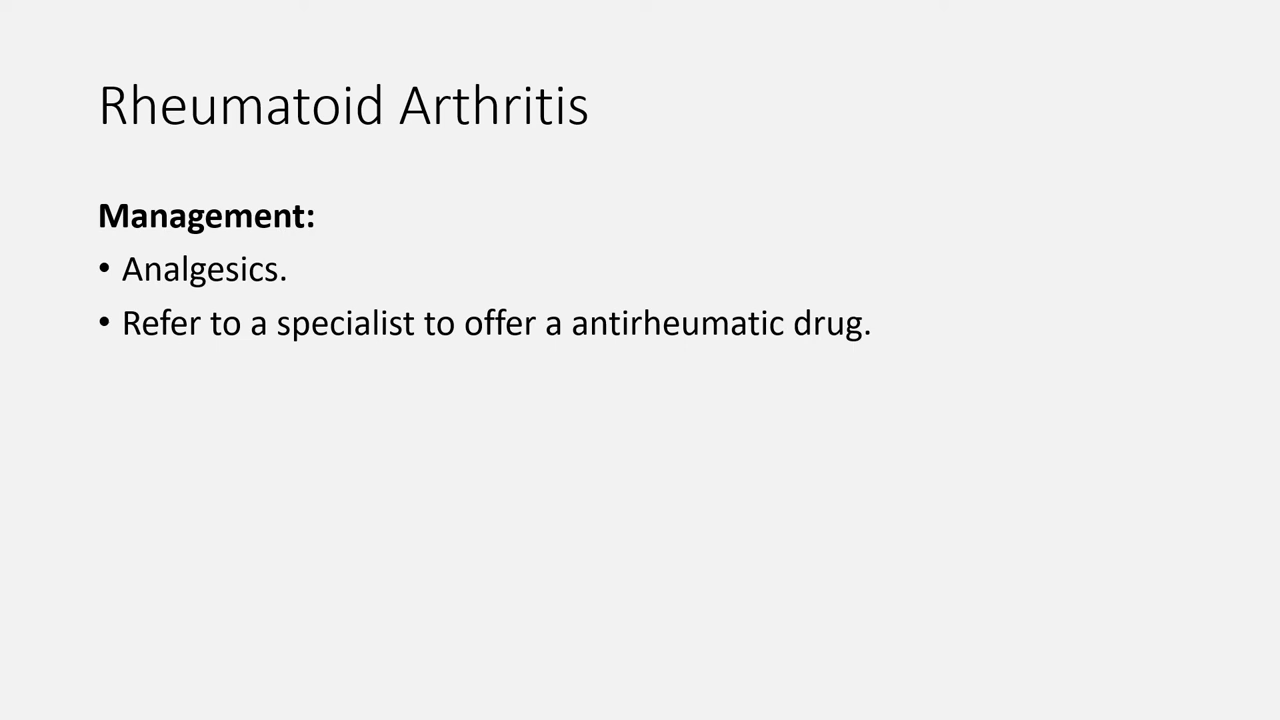 Rheumatoid Arthritis
Management:
• Analgesics.
• Refer to a specialist to offer a antirheumatic drug.